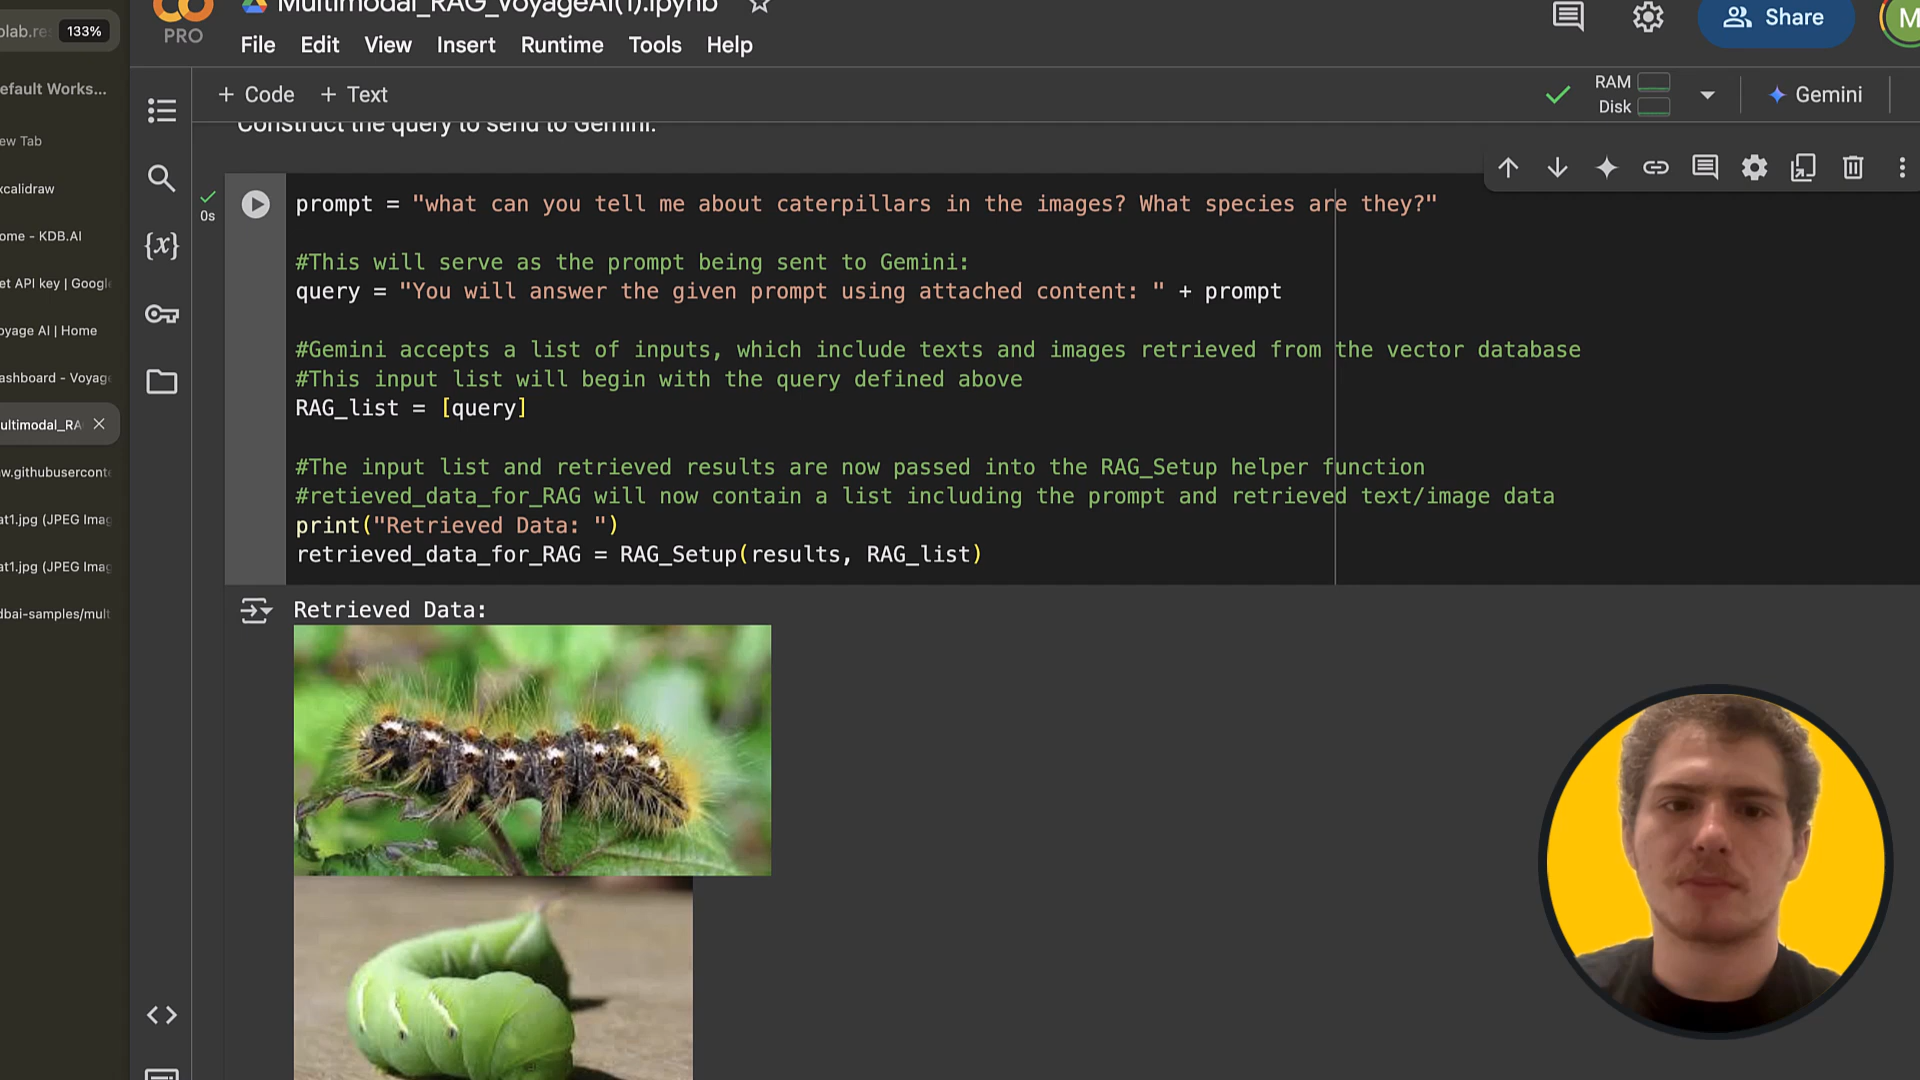 133%
Multimodal_RAG_VoyageAI(1).ipynb
PRO
File Edit View Insert Runtime Tools Help
Share
M
+ Code + Text
RAM
Disk
Gemini
Construct the query to send to Gemini.
0s
prompt = "what can you tell me about caterpillars in the images? What species are they?"
#This will serve as the prompt being sent to Gemini:
query = "You will answer the given prompt using attached content: " + prompt
#Gemini accepts a list of inputs, which include texts and images retrieved from the vector database
#This input list will begin with the query defined above
RAG_list = [query]
#The input list and retrieved results are now passed into the RAG_Setup helper function
#retieved_data_for_RAG will now contain a list including the prompt and retrieved text/image data
print("Retrieved Data: ")
retrieved_data_for_RAG = RAG_Setup(results, RAG_list)
Retrieved Data:
olab.re
efault Works...
ew Tab
xcalidraw
ome - KDB.AI
et API key | Google
oyage AI | Home
ashboard - Voyag
ultimodal_RA
w.githubuserconte
at1.jpg (JPEG Imag
at1.jpg (JPEG Imag
dbai-samples/mult
{x}